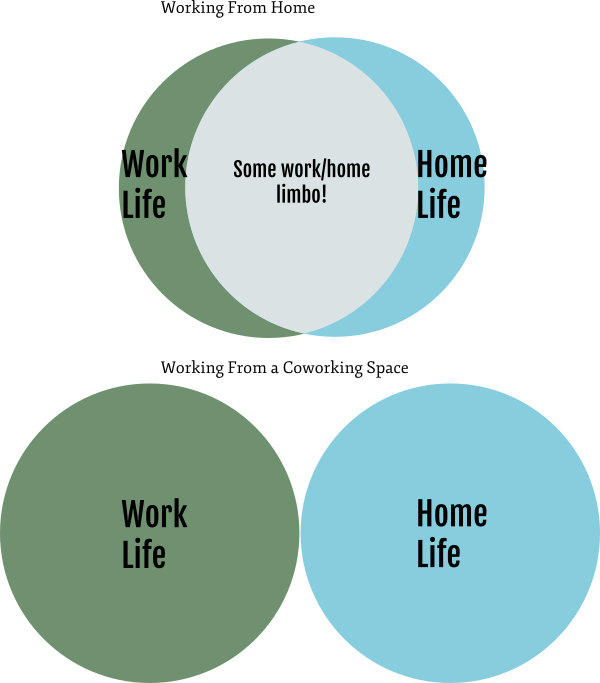 Working From Home
Work
Life
Some work/home
limbo!
Home
Life
Working From a Coworking Space
Work
Life
Home
Life